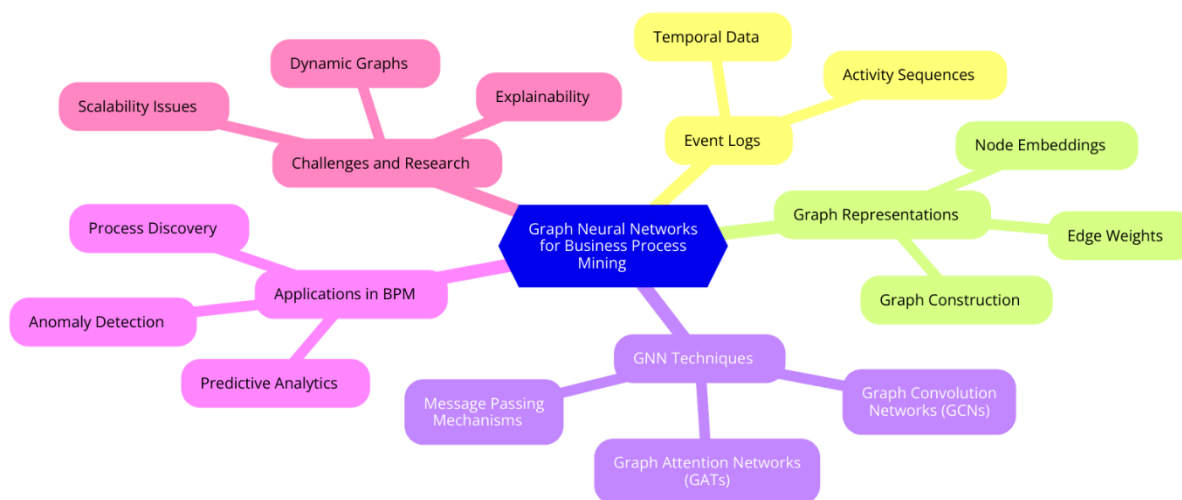 Temporal Data
Dynamic Graphs
Activity Sequences
Explainability
Scalability Issues
Event Logs
Node Embeddings
Challenges and Research
Graph Representations
Process Discovery
Graph Neural Networks
for Business Process
Mining
Edge Weights
Applications in BPM
Graph Construction
Anomaly Detection
GNN Techniques
Predictive Analytics
Message Passing
Mechanisms
Graph Convolution
Networks (GCNs)
Graph Attention Networks
(GATs)